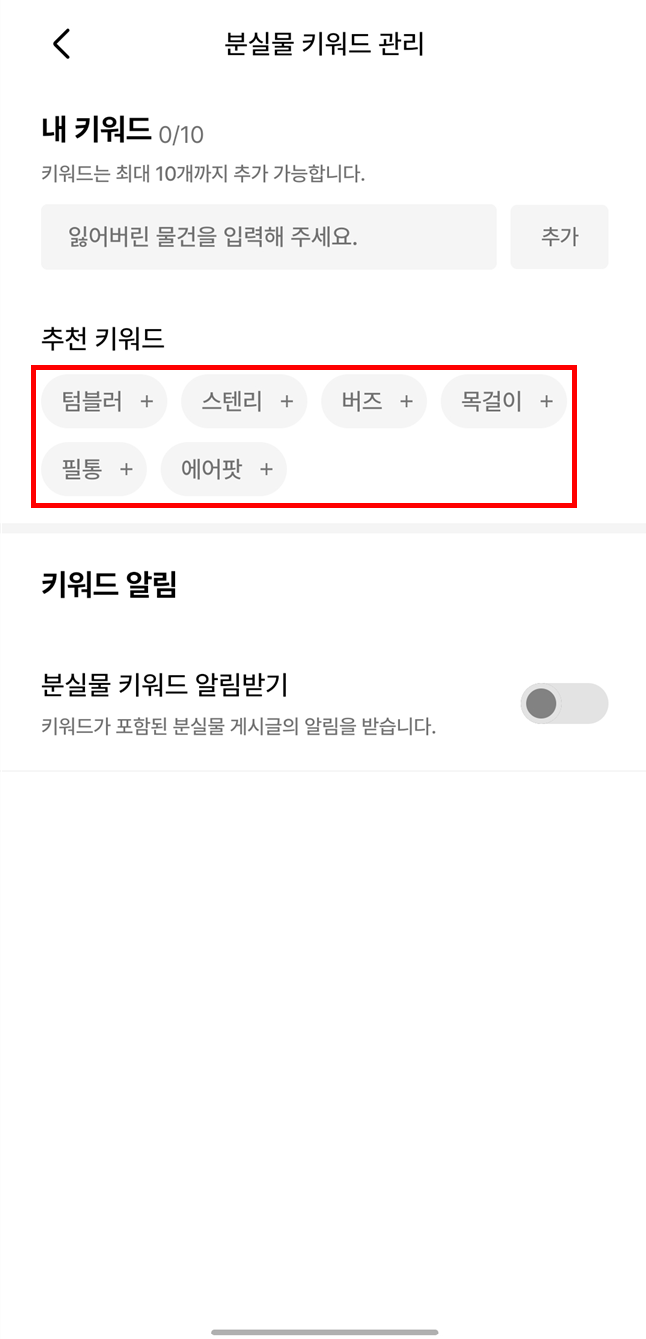 분실물 키워드 관리
내 키워드 0/10
키워드는 최대 10개까지 추가 가능합니다.
잃어버린 물건을 입력해 주세요. 추가
추천 키워드
텀블러 + 스텐리 + 버즈 + 목걸이 +
필통 + 에어팟 +
키워드 알림
분실물 키워드 알림받기
키워드가 포함된 분실물 게시글의 알림을 받습니다.